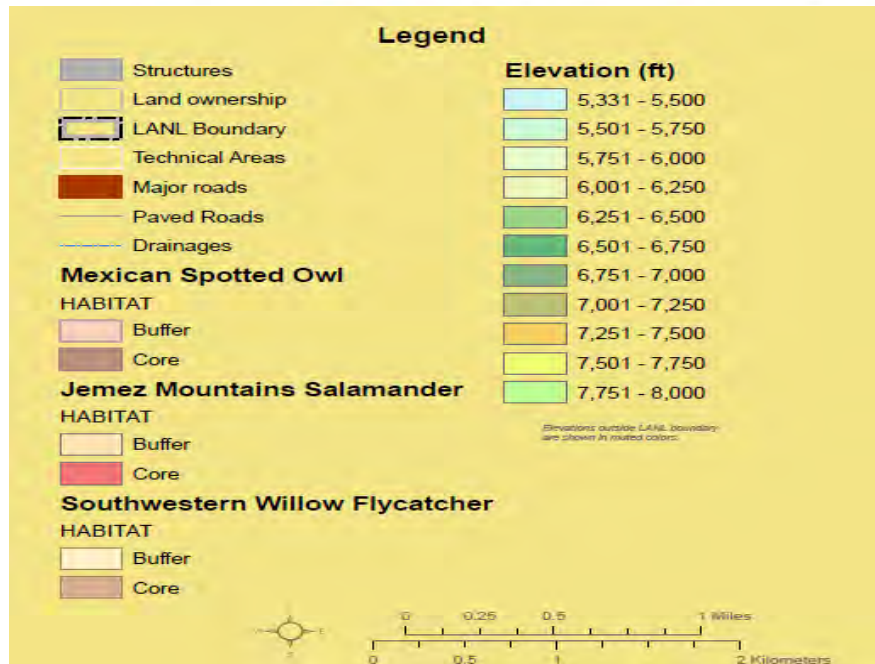 Legend
Structures
Land ownership
LANL Boundary
Technical Areas
Major roads
Paved Roads
Drainages
Mexican Spotted Owl
HABITAT
Buffer
Core
Jemez Mountains Salamander
HABITAT
Buffer
Core
Southwestern Willow Flycatcher
HABITAT
Buffer
Core
Elevation (ft)
5,331 - 5,500
5,501 - 5,750
5,751 - 6,000
6,001 - 6,250
6,251 - 6,500
6,501 - 6,750
6,751 - 7,000
7,001 - 7,250
7,251 - 7,500
7,501 - 7,750
7,751 - 8,000
Elevations outside LANL boundary
are shown in muted colors.
0 0.25 0.5 1 Miles
0 0.5 1 2 Kilometers